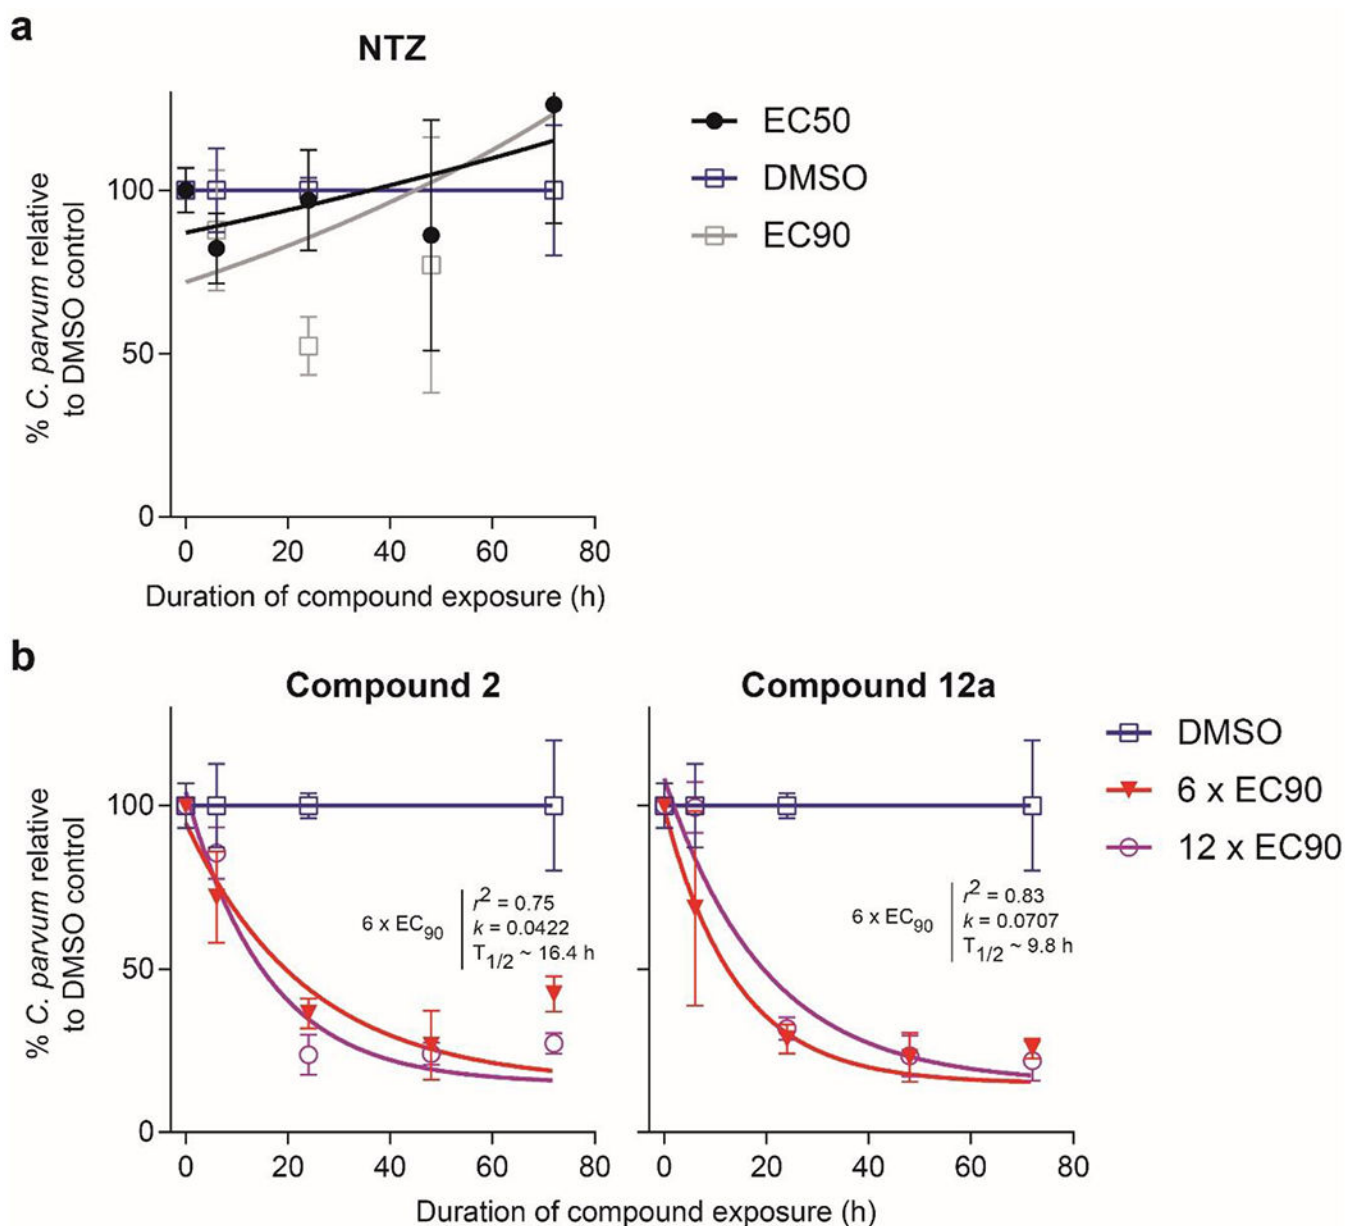 a
NTZ
EC50
DMSO
EC90
% C. parvum relative
to DMSO control
100
50
0
0 20 40 60 80
Duration of compound exposure (h)
b
Compound 2
Compound 12a
DMSO
6 x EC90
12 x EC90
% C. parvum relative
to DMSO control
100
50
0
6 x EC90
r2 = 0.75
k = 0.0422
T1/2 ~ 16.4 h
6 x EC90
r2 = 0.83
k = 0.0707
T1/2 ~ 9.8 h
0 20 40 60 80
0 20 40 60 80
Duration of compound exposure (h)